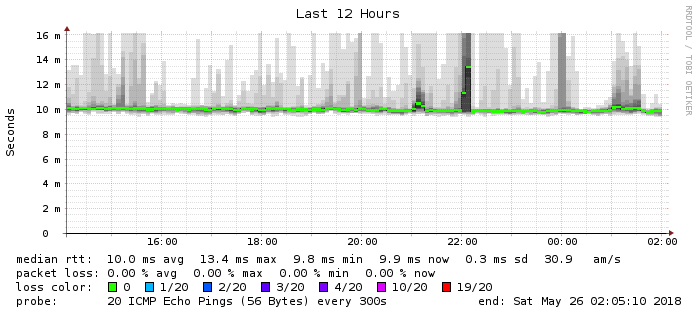 Last 12 Hours
RRDTOOL / TOBI OETIKER
Seconds
16 m
14 m
12 m
10 m
8 m
6 m
4 m
2 m
0
16:00 18:00 20:00 22:00 00:00 02:00
median rtt: 10.0 ms avg 13.4 ms max 9.8 ms min 9.9 ms now 0.3 ms sd 30.9 am/s
packet loss: 0.00 % avg 0.00 % max 0.00 % min 0.00 % now
loss color: 0 1/20 2/20 3/20 4/20 10/20 19/20
probe: 20 ICMP Echo Pings (56 Bytes) every 300s end: Sat May 26 02:05:10 2018